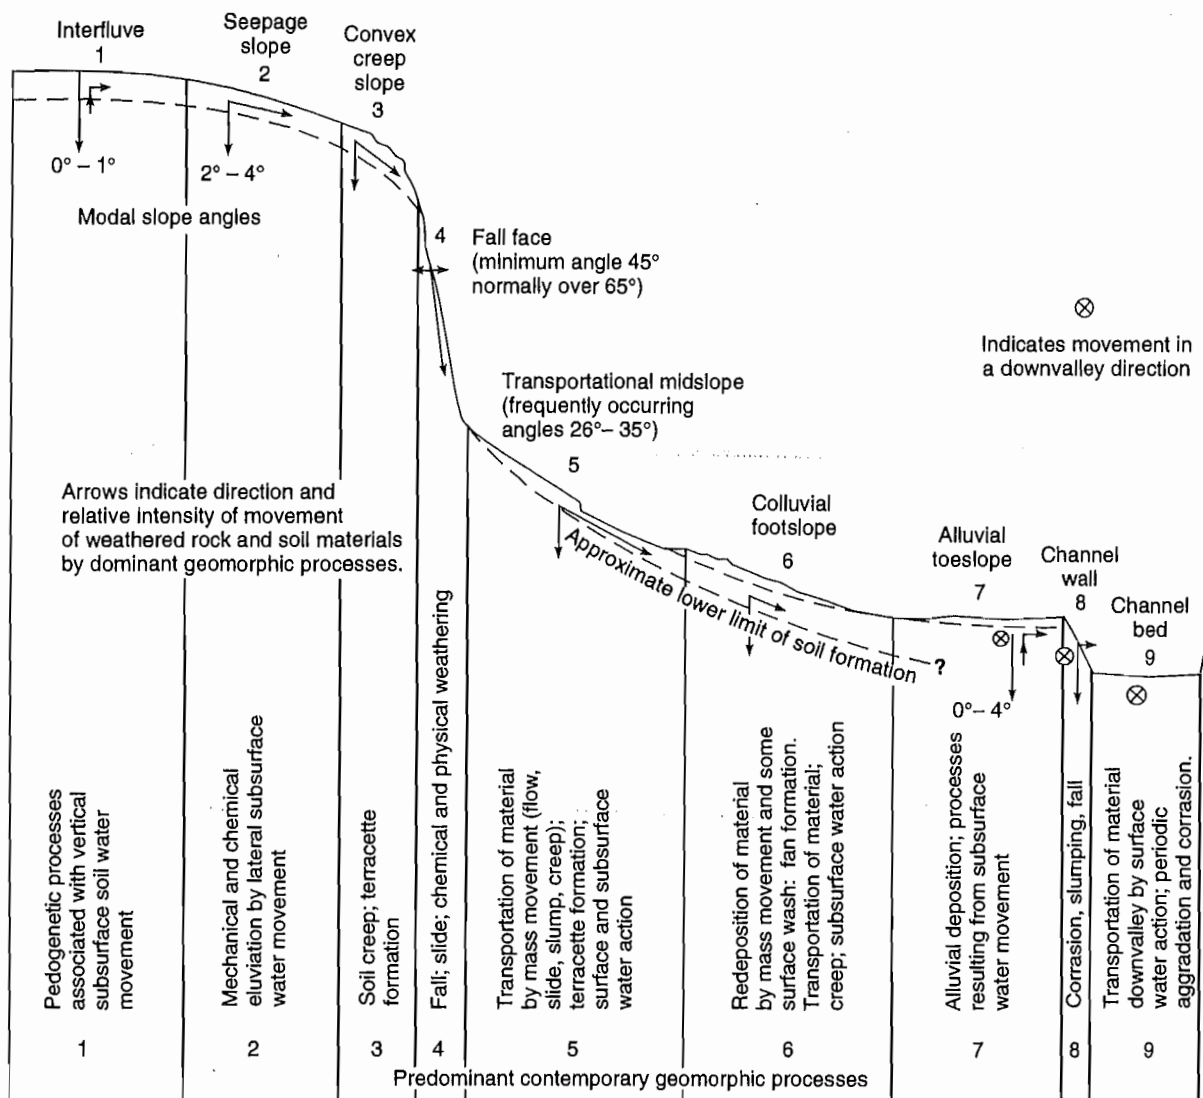 Interfluve
1
Seepage
slope
2
Convex
creep
slope
3
0° – 1°
2° – 4°
Modal slope angles
4
Fall face
(minimum angle 45°
normally over 65°)
Indicates movement in
a downvalley direction
Transportational midslope
(frequently occurring
angles 26°– 35°)
5
Arrows indicate direction and
relative intensity of movement
of weathered rock and soil materials
by dominant geomorphic processes.
Colluvial
footslope
6
Alluvial
toeslope
7
Channel
wall
8
Channel
bed
9
Approximate lower limit of soil formation
?
0°– 4°
Pedogenetic processes
associated with vertical
subsurface soil water
movement
Mechanical and chemical
eluviation by lateral subsurface
water movement
Soil creep; terracette
formation
Fall; slide; chemical and physical weathering
Transportation of material
by mass movement (flow,
slide, slump, creep);
terracette formation;
surface and subsurface
water action
Redeposition of material
by mass movement and some
surface wash: fan formation.
Transportation of material;
creep; subsurface water action
Alluvial deposition; processes
resulting from subsurface
water movement
Corrasion, slumping, fall
Transportation of material
downvalley by surface
water action; periodic
aggradation and corrasion.
1
2
3
4
5
6
7
8
9
Predominant contemporary geomorphic processes